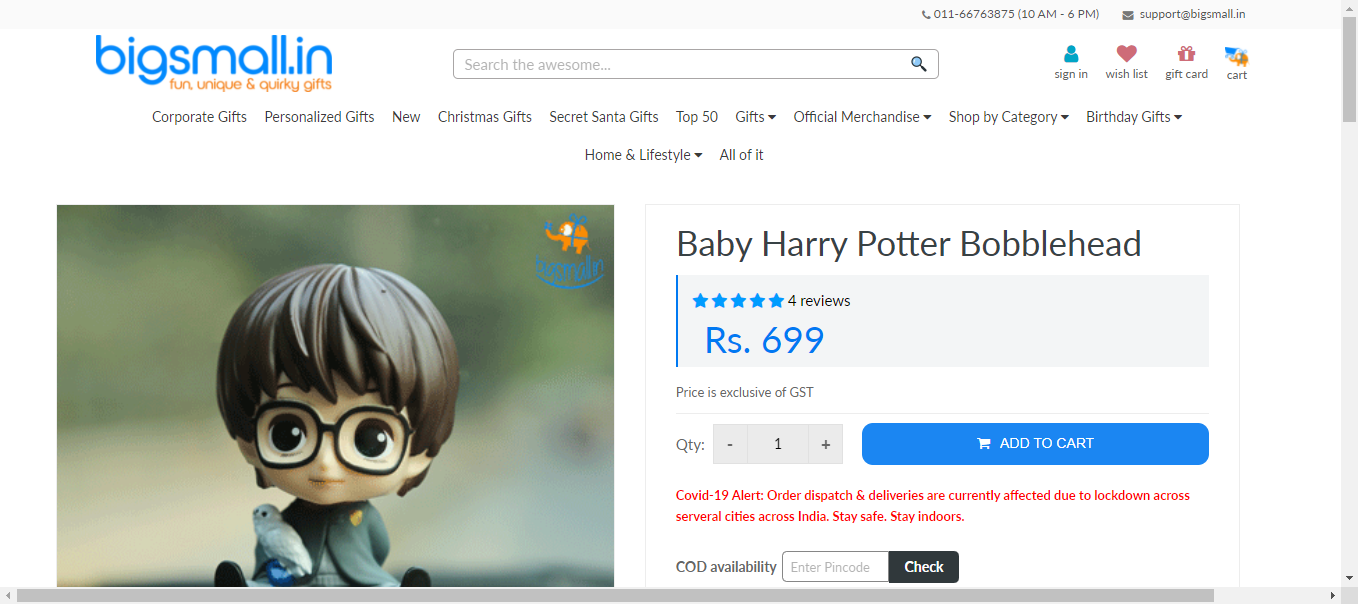 011-66763875 (10 AM - 6 PM) support@bigsmall.in
bigsmall.in
fun, unique & quirky gifts
Search the awesome...
sign in wish list gift card cart
Corporate Gifts Personalized Gifts New Christmas Gifts Secret Santa Gifts Top 50 Gifts Official Merchandise Shop by Category Birthday Gifts
Home & Lifestyle All of it
bigsmall.in
Baby Harry Potter Bobblehead
4 reviews
Rs. 699
Price is exclusive of GST
Qty: - 1 + ADD TO CART
Covid-19 Alert: Order dispatch & deliveries are currently affected due to lockdown across
serveral cities across India. Stay safe. Stay indoors.
COD availability Enter Pincode Check